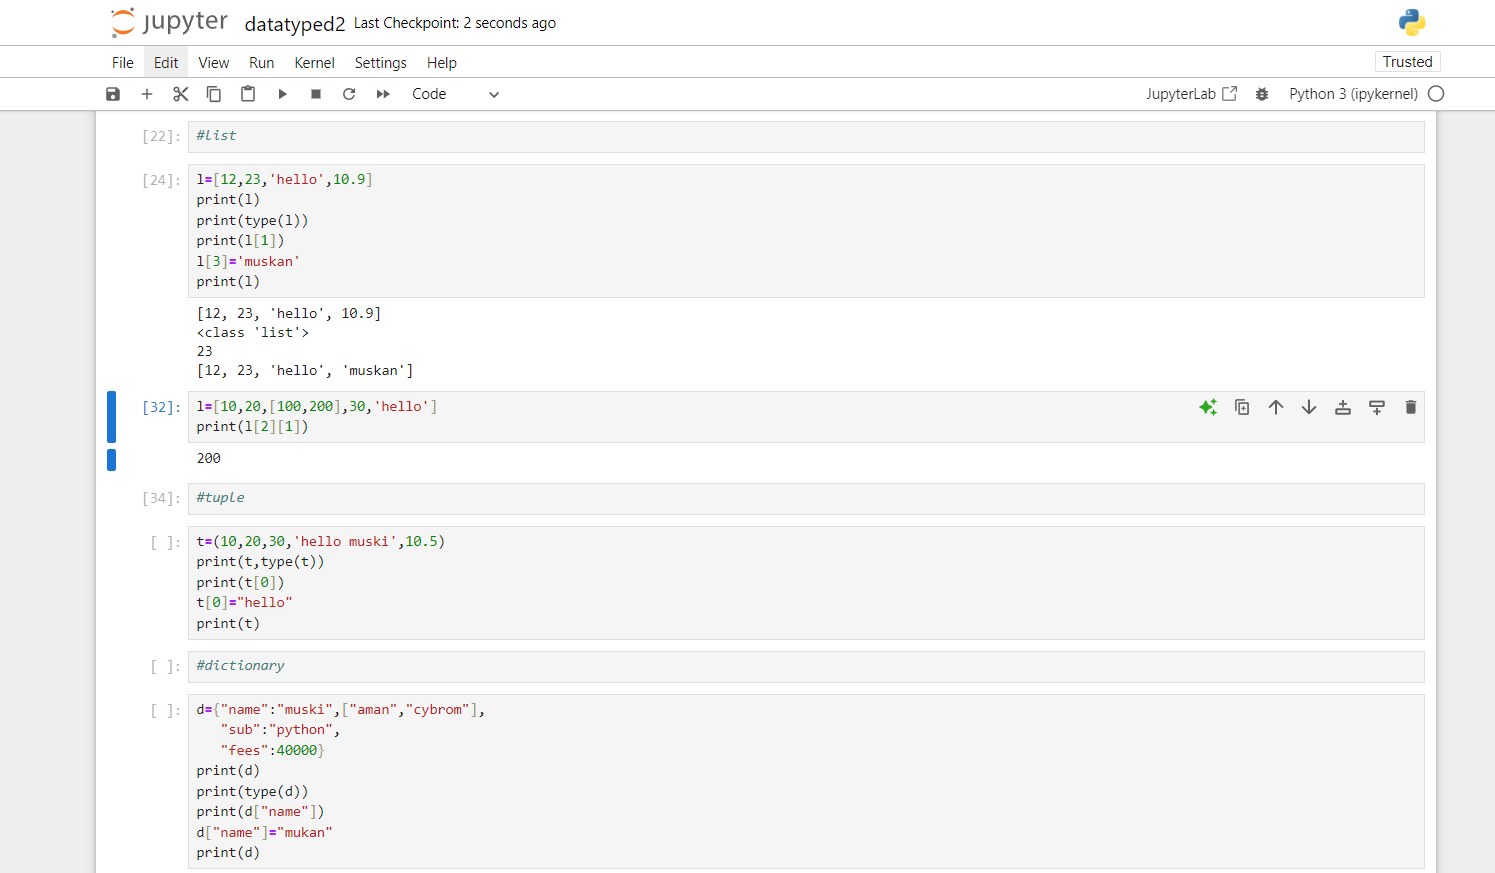 jupyter datatyped2 Last Checkpoint: 2 seconds ago
File Edit View Run Kernel Settings Help Trusted
Code JupyterLab Python 3 (ipykernel)
[22]: #list
[24]: l=[12,23,'hello',10.9]
print(l)
print(type(l))
print(l[1])
l[3]='muskan'
print(l)
[12, 23, 'hello', 10.9]
<class 'list'>
23
[12, 23, 'hello', 'muskan']
[32]: l=[10,20,[100,200],30,'hello']
print(l[2][1])
200
[34]: #tuple
[ ]: t=(10,20,30,'hello muski',10.5)
print(t,type(t))
print(t[0])
t[0]="hello"
print(t)
[ ]: #dictionary
[ ]: d={"name":"muski",["aman","cybrom"],
"sub":"python",
"fees":40000}
print(d)
print(type(d))
print(d["name"])
d["name"]="mukan"
print(d)